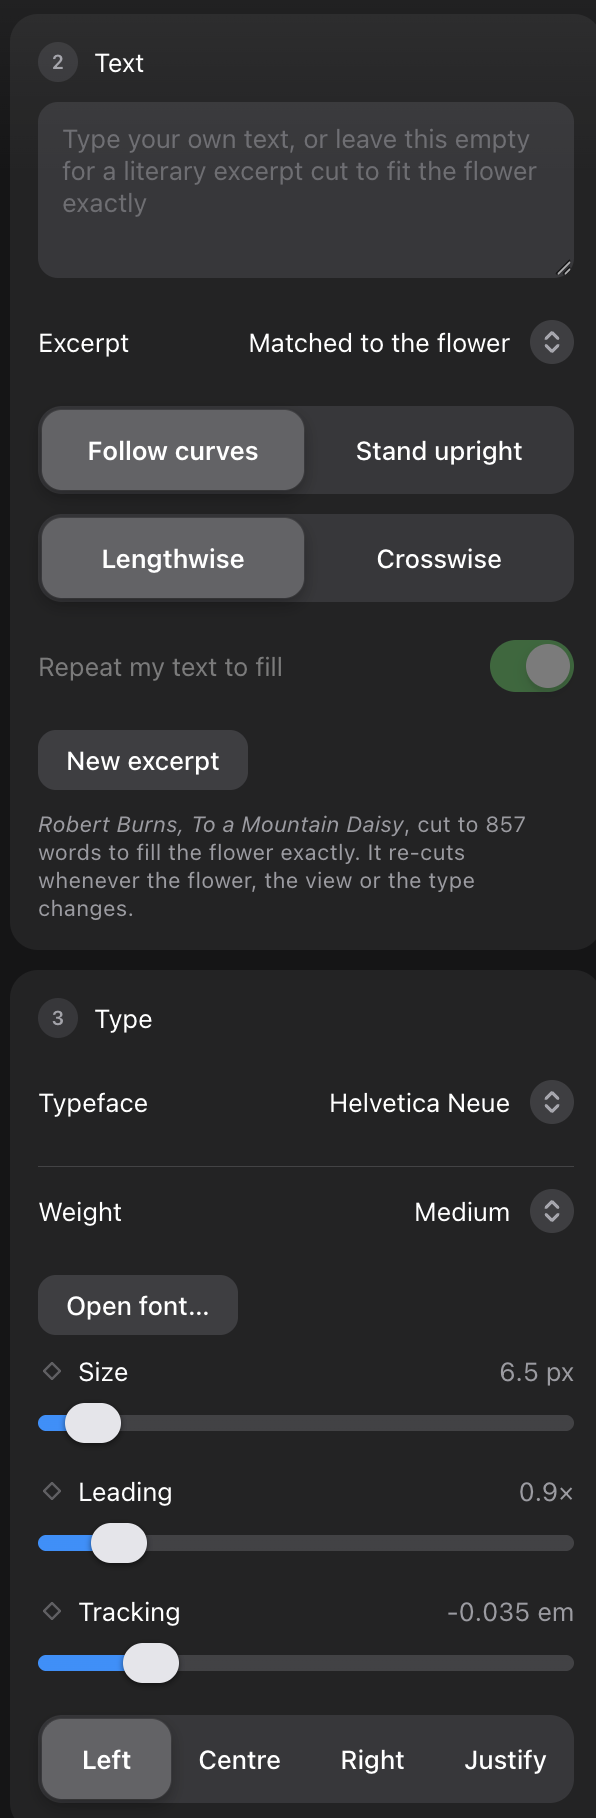 2 Text
Type your own text, or leave this empty
for a literary excerpt cut to fit the flower
exactly
Excerpt Matched to the flower
Follow curves Stand upright
Lengthwise Crosswise
Repeat my text to fill
New excerpt
Robert Burns, To a Mountain Daisy, cut to 857
words to fill the flower exactly. It re-cuts
whenever the flower, the view or the type
changes.
3 Type
Typeface Helvetica Neue
Weight Medium
Open font...
Size 6.5 px
Leading 0.9×
Tracking -0.035 em
Left Centre Right Justify